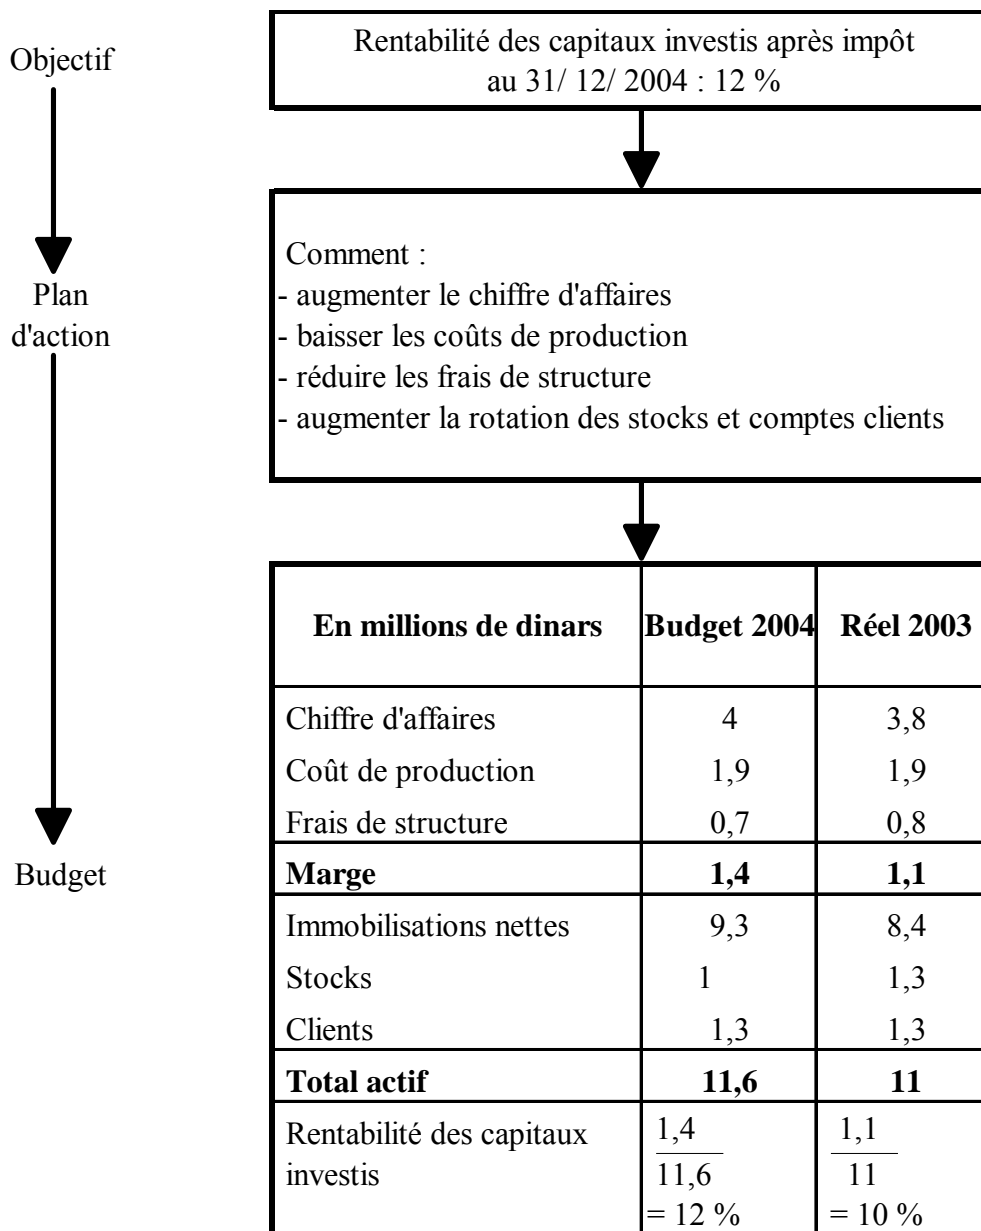 Objectif
Rentabilité des capitaux investis après impôt
au 31/ 12/ 2004 : 12 %
Plan
d'action
Comment :
- augmenter le chiffre d'affaires
- baisser les coûts de production
- réduire les frais de structure
- augmenter la rotation des stocks et comptes clients
Budget
En millions de dinars Budget 2004 Réel 2003
Chiffre d'affaires 4 3,8
Coût de production 1,9 1,9
Frais de structure 0,7 0,8
Marge 1,4 1,1
Immobilisations nettes 9,3 8,4
Stocks 1 1,3
Clients 1,3 1,3
Total actif 11,6 11
Rentabilité des capitaux
investis
1,4
11,6
= 12 %
1,1
11
= 10 %